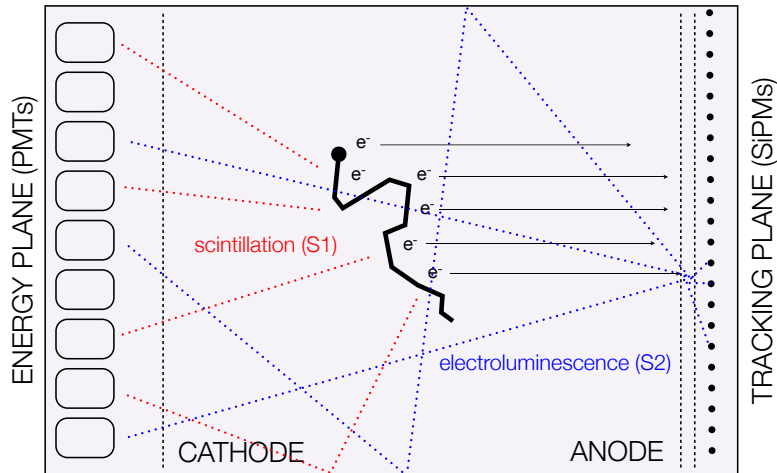 ENERGY PLANE (PMTs)
e-
e-
e-
e-
scintillation (S1)
e-
e-
electroluminescence (S2)
CATHODE
ANODE
TRACKING PLANE (SiPMs)